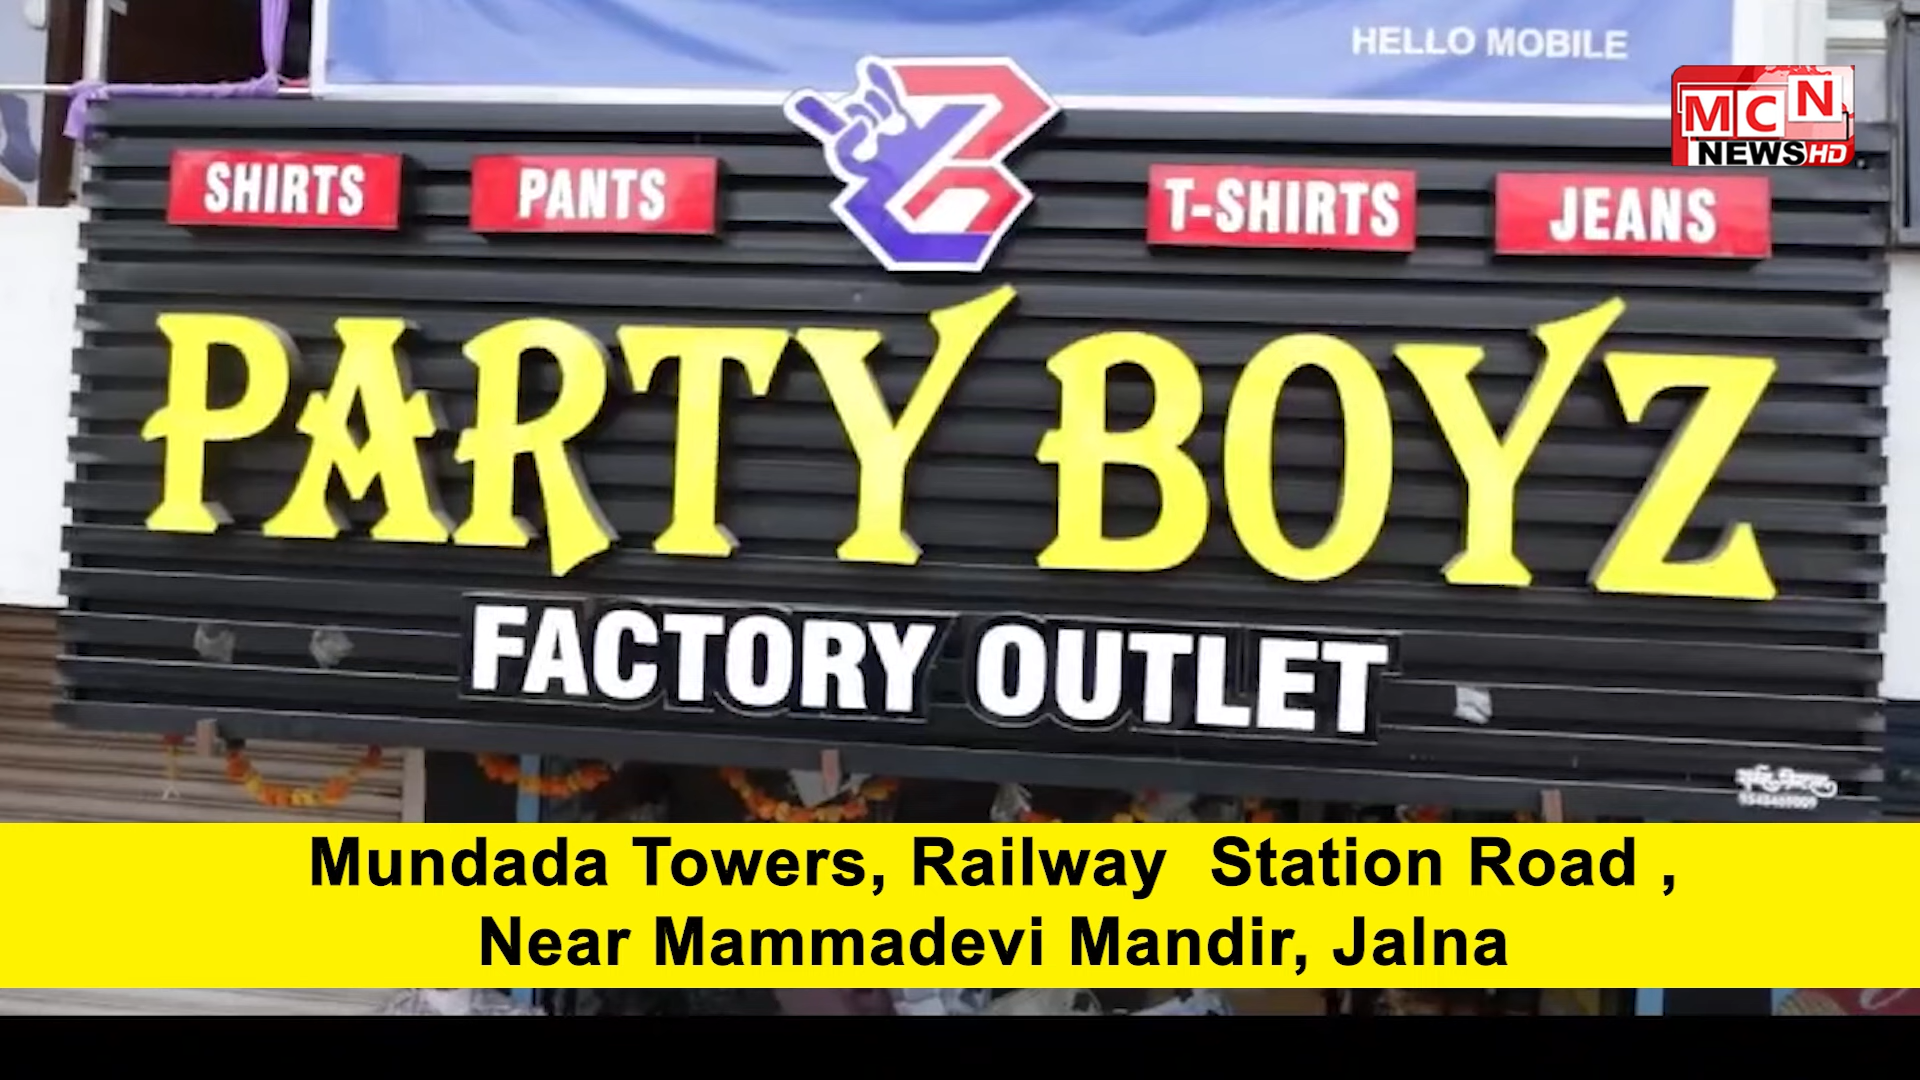 HELLO MOBILE
MCN
NEWS HD
SHIRTS
PANTS
T-SHIRTS
JEANS
PARTY BOYZ
FACTORY OUTLET
Mundada Towers, Railway Station Road ,
Near Mammadevi Mandir, Jalna